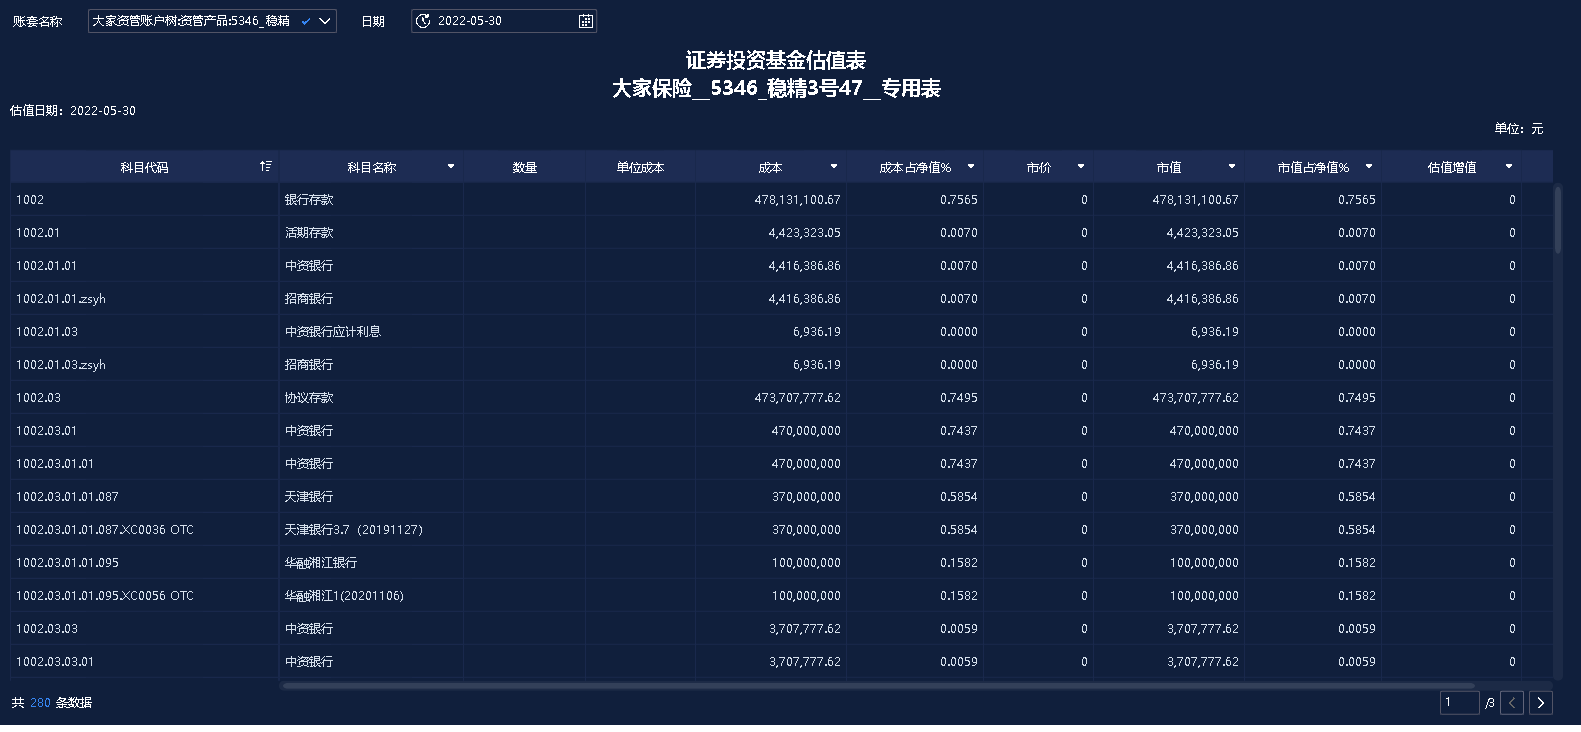 账套名称 大家资管账户树:资管产品:5346_稳精 日期 2022-05-30
证券投资基金估值表
大家保险__5346_稳精3号47__专用表
估值日期：2022-05-30
单位：元
科目代码 科目名称 数量 单位成本 成本 成本占净值% 市价 市值 市值占净值% 估值增值
1002 银行存款 478,131,100.67 0.7565 0 478,131,100.67 0.7565 0
1002.01 活期存款 4,423,323.05 0.0070 0 4,423,323.05 0.0070 0
1002.01.01 中资银行 4,416,386.86 0.0070 0 4,416,386.86 0.0070 0
1002.01.01.zsyh 招商银行 4,416,386.86 0.0070 0 4,416,386.86 0.0070 0
1002.01.03 中资银行应计利息 6,936.19 0.0000 0 6,936.19 0.0000 0
1002.01.03.zsyh 招商银行 6,936.19 0.0000 0 6,936.19 0.0000 0
1002.03 协议存款 473,707,777.62 0.7495 0 473,707,777.62 0.7495 0
1002.03.01 中资银行 470,000,000 0.7437 0 470,000,000 0.7437 0
1002.03.01.01 中资银行 470,000,000 0.7437 0 470,000,000 0.7437 0
1002.03.01.01.087 天津银行 370,000,000 0.5854 0 370,000,000 0.5854 0
1002.03.01.01.087.XC0036 OTC 天津银行3.7（20191127） 370,000,000 0.5854 0 370,000,000 0.5854 0
1002.03.01.01.095 华融湘江银行 100,000,000 0.1582 0 100,000,000 0.1582 0
1002.03.01.01.095.XC0056 OTC 华融湘江1(20201106) 100,000,000 0.1582 0 100,000,000 0.1582 0
1002.03.03 中资银行 3,707,777.62 0.0059 0 3,707,777.62 0.0059 0
1002.03.03.01 中资银行 3,707,777.62 0.0059 0 3,707,777.62 0.0059 0
共 280 条数据 1 /3